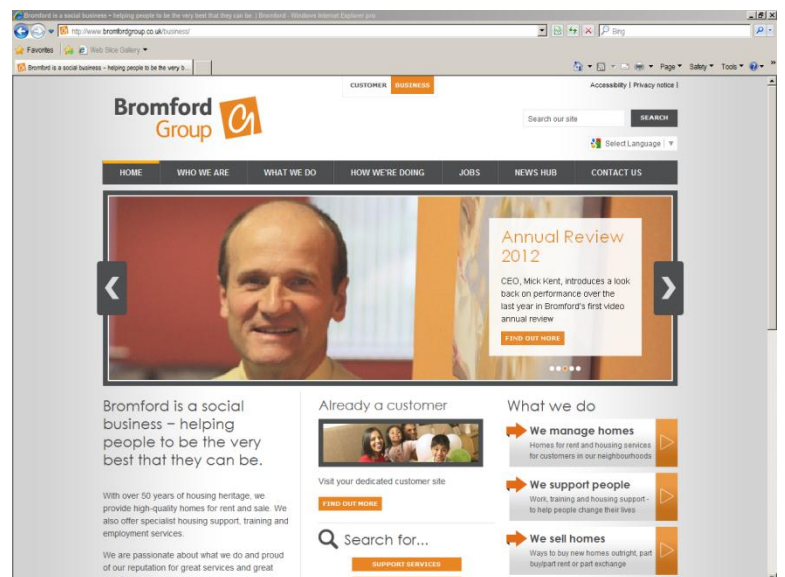 Bromford is a social business - helping people to be the very best that they can be. | Bromford - Windows Internet Explorer
http://www.bromfordgroup.co.uk/business/
Bing
Favorites
Web Slice Gallery
Bromford is a social business - helping people to be the very b...
Page
Safety
Tools
CUSTOMER
BUSINESS
Accessibility | Privacy notice |
Bromford
Group
Search our site
SEARCH
Select Language
HOME
WHO WE ARE
WHAT WE DO
HOW WE'RE DOING
JOBS
NEWS HUB
CONTACT US
Annual Review
2012
CEO, Mick Kent, introduces a look
back on performance over the
last year in Bromford's first video
annual review
FIND OUT MORE
Bromford is a social
business – helping
people to be the very
best that they can be.
With over 50 years of housing heritage, we
provide high-quality homes for rent and sale. We
also offer specialist housing support, training and
employment services.
We are passionate about what we do and proud
of our reputation for great services and great
Already a customer
Visit your dedicated customer site
FIND OUT MORE
Search for...
SUPPORT SERVICES
What we do
We manage homes
Homes for rent and housing services
for customers in our neighbourhoods
We support people
Work, training and housing support -
to help people change their lives
We sell homes
Ways to buy new homes outright, part
buy/part rent or part exchange